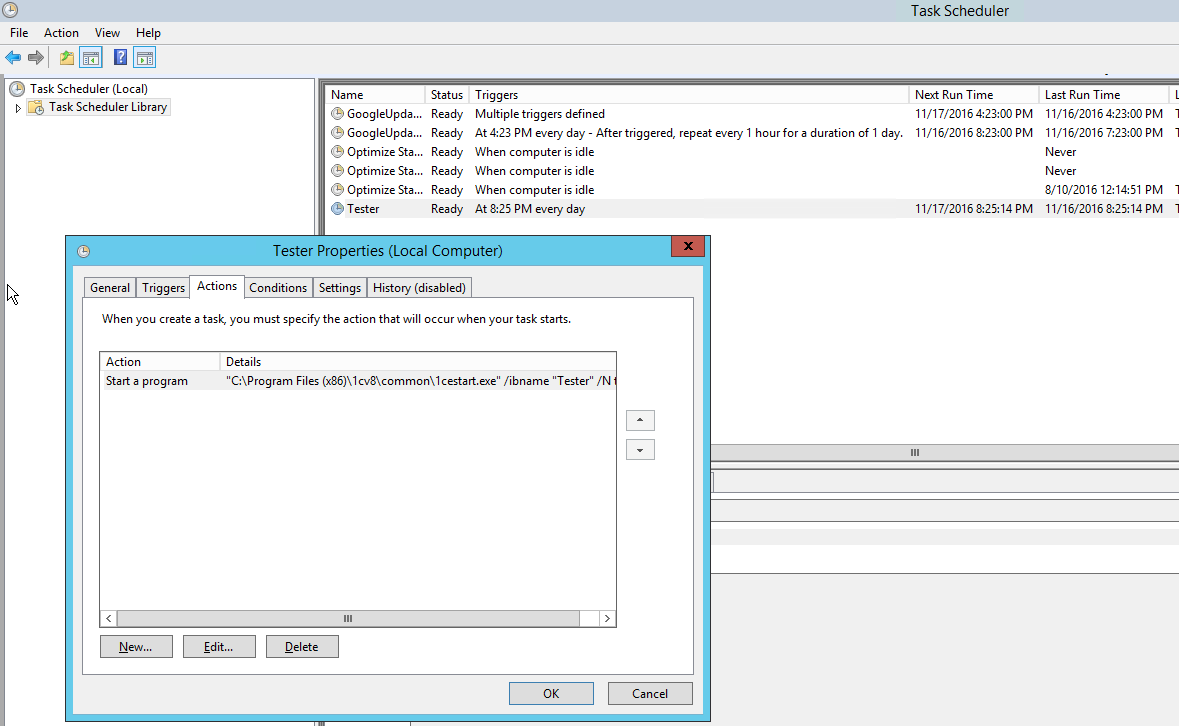 Task Scheduler
File Action View Help
Task Scheduler (Local)
Task Scheduler Library
Name Status Triggers Next Run Time Last Run Time L
GoogleUpda... Ready Multiple triggers defined 11/17/2016 4:23:00 PM 11/16/2016 4:23:00 PM T
GoogleUpda... Ready At 4:23 PM every day - After triggered, repeat every 1 hour for a duration of 1 day. 11/16/2016 8:23:00 PM 11/16/2016 7:23:00 PM T
Optimize Sta... Ready When computer is idle Never
Optimize Sta... Ready When computer is idle Never
Optimize Sta... Ready When computer is idle 8/10/2016 12:14:51 PM T
Tester Ready At 8:25 PM every day 11/17/2016 8:25:14 PM 11/16/2016 8:25:14 PM T
Tester Properties (Local Computer)
General Triggers Actions Conditions Settings History (disabled)
When you create a task, you must specify the action that will occur when your task starts.
Action Details
Start a program "C:\Program Files (x86)\1cv8\common\1cestart.exe" /ibname "Tester" /N t
New... Edit... Delete
OK Cancel